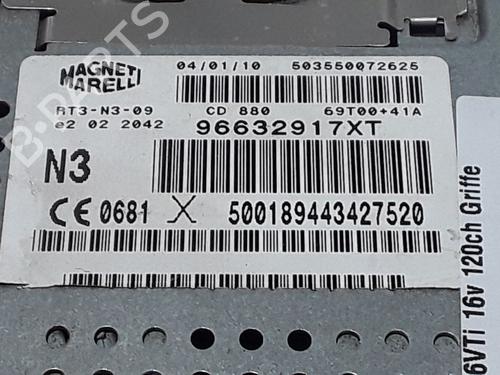 MAGNETI
MARELLI
04/01/10 503550072625
RT3-N3-09 CD 880 69T00+41A
e2 02 2042
96632917XT
N3
CE 0681 X 500189443427520
6VTi 16v 120ch Griffe
B-PARTS